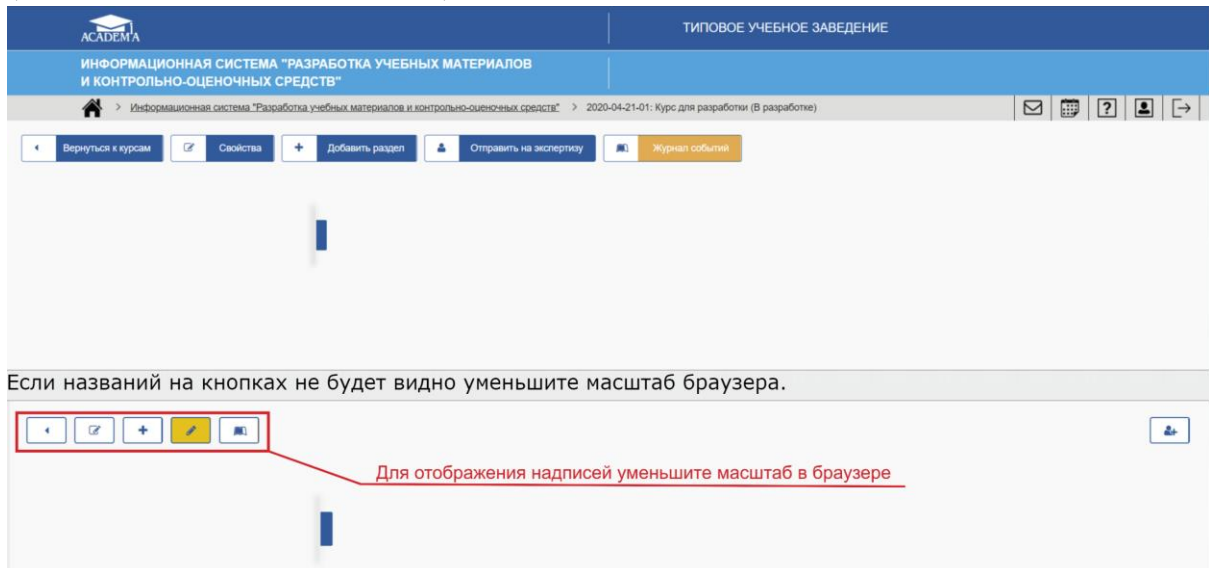 ACADEM'A
ТИПОВОЕ УЧЕБНОЕ ЗАВЕДЕНИЕ
ИНФОРМАЦИОННАЯ СИСТЕМА "РАЗРАБОТКА УЧЕБНЫХ МАТЕРИАЛОВ
И КОНТРОЛЬНО-ОЦЕНОЧНЫХ СРЕДСТВ"
> Информационная система "Разработка учебных материалов и контрольно-оценочных средств" > 2020-04-21-01: Курс для разработки (В разработке)
Вернуться к курсам Свойства Добавить раздел Отправить на экспертизу Журнал событий
Если названий на кнопках не будет видно уменьшите масштаб браузера.
Для отображения надписей уменьшите масштаб в браузере